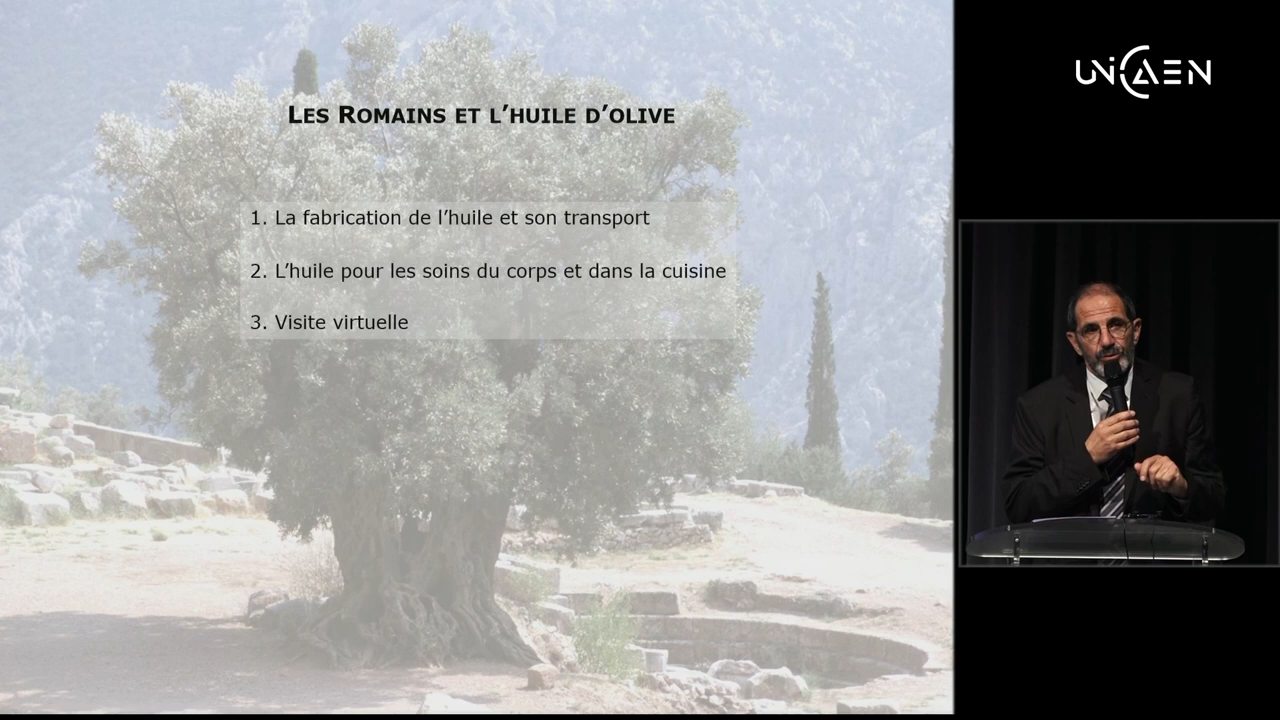 LES ROMAINS ET L’HUILE D’OLIVE
1. La fabrication de l’huile et son transport
2. L’huile pour les soins du corps et dans la cuisine
3. Visite virtuelle
UNICAEN